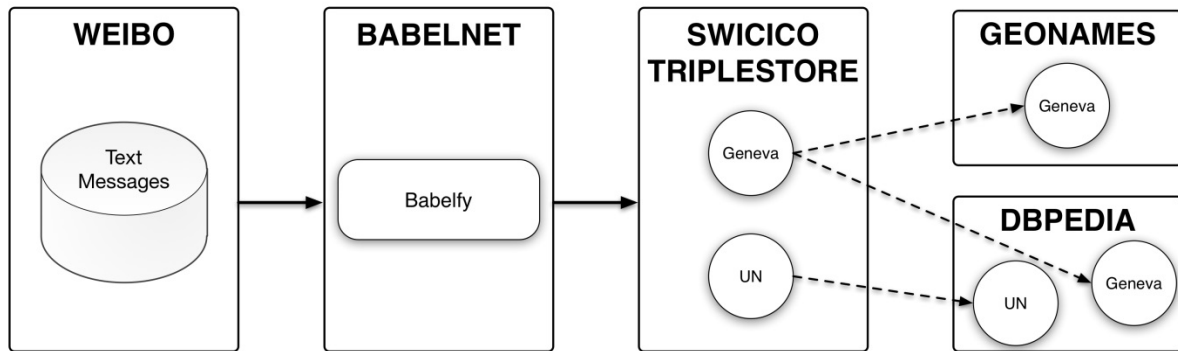 WEIBO
Text
Messages
BABELNET
Babelfy
SWICICO
TRIPLESTORE
Geneva
UN
GEONAMES
Geneva
DBPEDIA
UN
Geneva